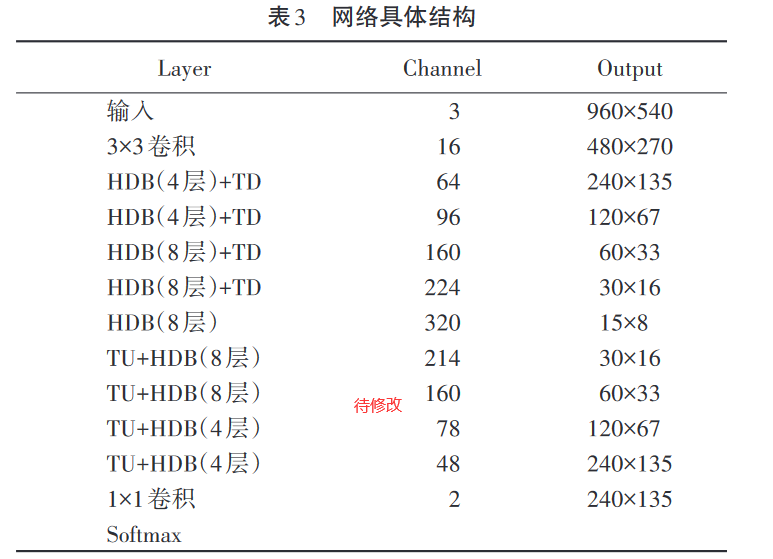 表3 网络具体结构
Layer Channel Output
输入 3 960×540
3×3卷积 16 480×270
HDB(4层)+TD 64 240×135
HDB(4层)+TD 96 120×67
HDB(8层)+TD 160 60×33
HDB(8层)+TD 224 30×16
HDB(8层) 320 15×8
TU+HDB(8层) 214 30×16
TU+HDB(8层) 160 60×33
待修改
TU+HDB(4层) 78 120×67
TU+HDB(4层) 48 240×135
1×1卷积 2 240×135
Softmax